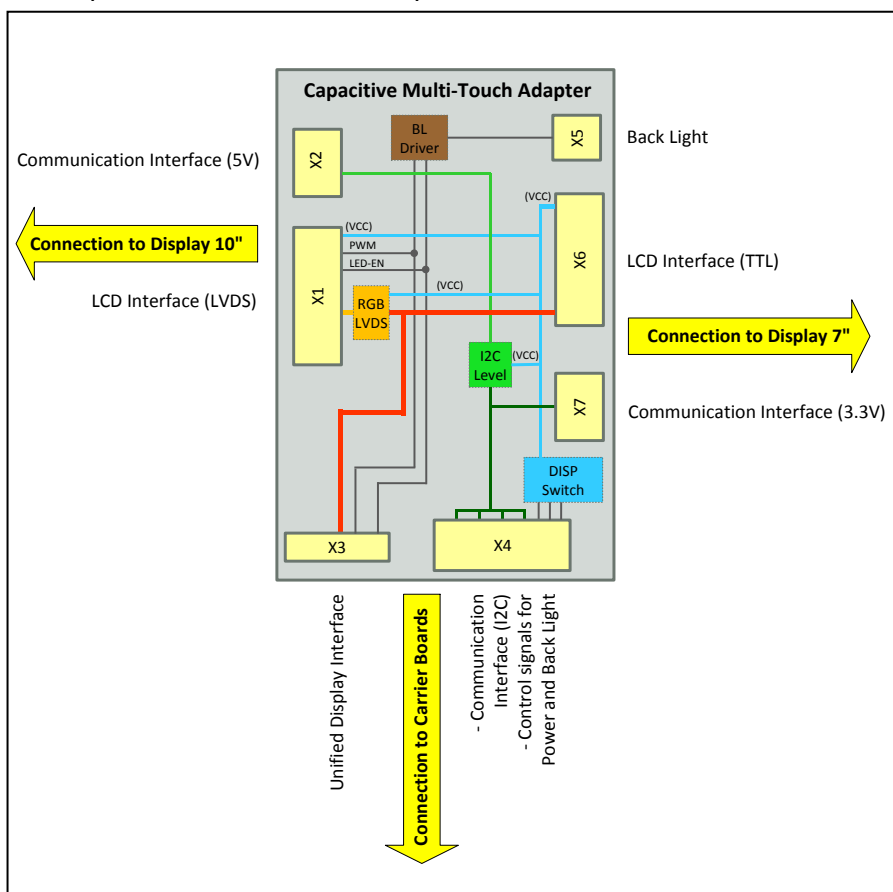 Capacitive Multi-Touch Adapter
BL
Driver
X5
Back Light
X2
Communication Interface (5V)
(VCC)
X6
LCD Interface (TTL)
Connection to Display 10"
(VCC)
PWM
LED-EN
X1
LCD Interface (LVDS)
RGB
LVDS
(VCC)
Connection to Display 7"
I2C
Level
(VCC)
X7
Communication Interface (3.3V)
DISP
Switch
X3
X4
Unified Display Interface
Connection to Carrier Boards
- Communication
Interface (I2C)
- Control signals for
Power and Back Light